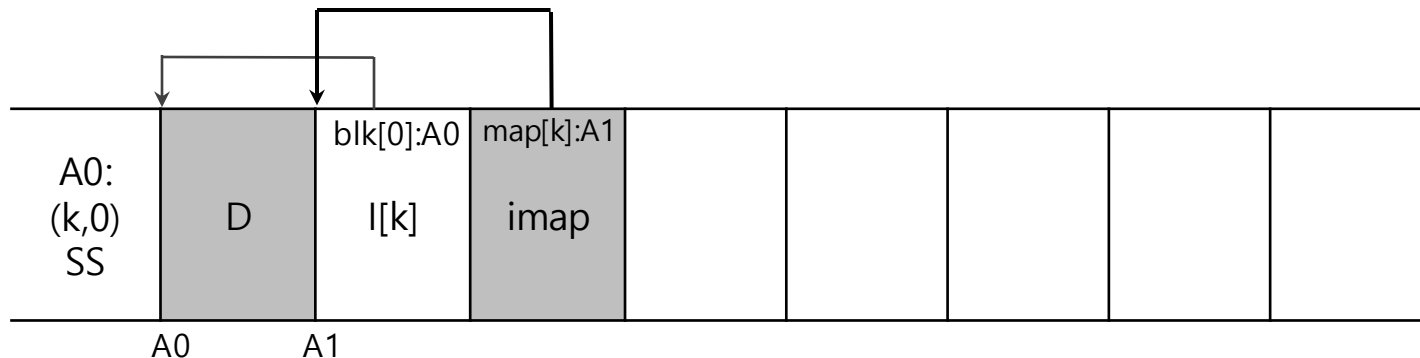 A0:
(k,0)
SS
D
blk[0]:A0
I[k]
map[k]:A1
imap
A0
A1